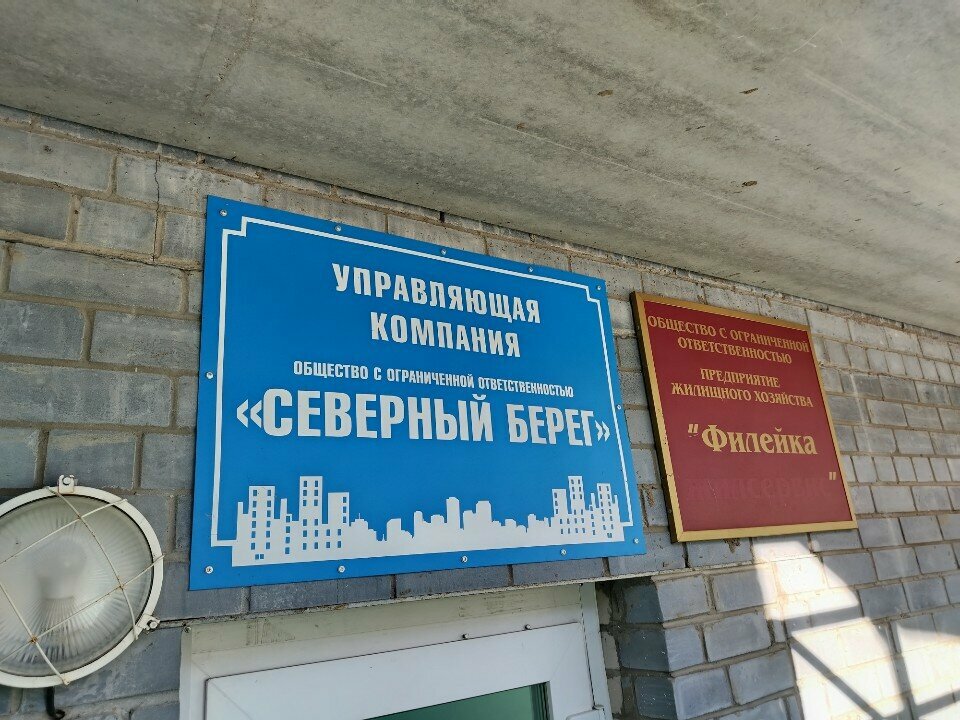 УПРАВЛЯЮЩАЯ
КОМПАНИЯ
ОБЩЕСТВО С ОГРАНИЧЕННОЙ ОТВЕТСТВЕННОСТЬЮ
«СЕВЕРНЫЙ БЕРЕГ»
ОБЩЕСТВО С ОГРАНИЧЕННОЙ
ОТВЕТСТВЕННОСТЬЮ
ПРЕДПРИЯТИЕ
ЖИЛИЩНОГО ХОЗЯЙСТВА
"Филейка
"